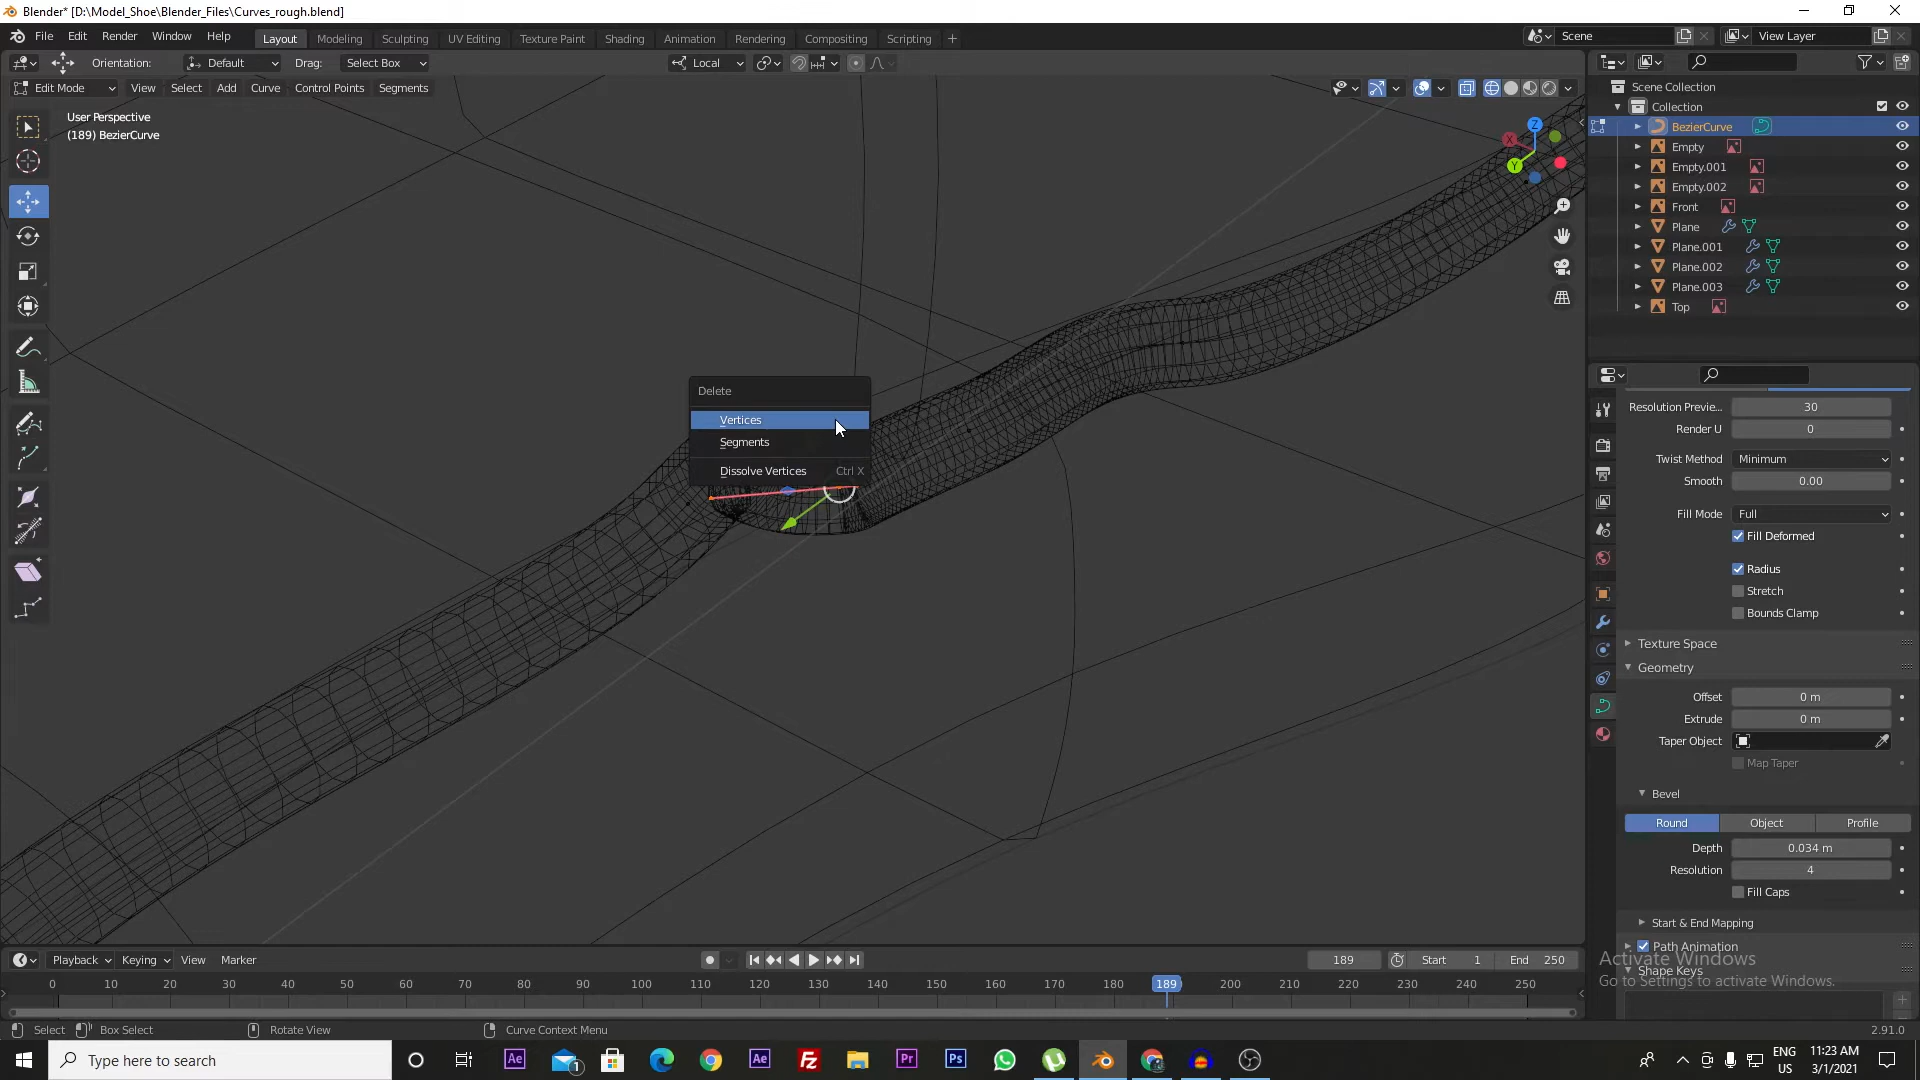 Blender* [D:\Model_Shoe\Blender_Files\Curves_rough.blend]
File Edit Render Window Help Layout Modeling Sculpting UV Editing Texture Paint Shading Animation Rendering Compositing Scripting Scene View Layer
Orientation: Default Drag: Select Box Local
Edit Mode View Select Add Curve Control Points Segments
User Perspective
(189) BezierCurve
Z
X
Y
Scene Collection
Collection
BezierCurve
Empty
Empty.001
Empty.002
Front
Plane
Plane.001
Plane.002
Plane.003
Top
Delete
Vertices
Segments
Dissolve Vertices Ctrl X
Resolution Previe... 30
Render U 0
Twist Method Minimum
Smooth 0.00
Fill Mode Full
Fill Deformed
Radius
Stretch
Bounds Clamp
Texture Space
Geometry
Offset 0 m
Extrude 0 m
Taper Object
Map Taper
Bevel
Round Object Profile
Depth 0.034 m
Resolution 4
Fill Caps
Start & End Mapping
Path Animation
Shape Keys
Activate Windows
Go to Settings to activate Windows.
Playback Keying View Marker 189 Start 1 End 250
0 10 20 30 40 50 60 70 80 90 100 110 120 130 140 150 160 170 180 189 200 210 220 230 240 250
Select Box Select Rotate View Curve Context Menu 2.91.0
Type here to search
Ae 1 Ae Fz Pr Ps
ENG
US
11:23 AM
3/1/2021